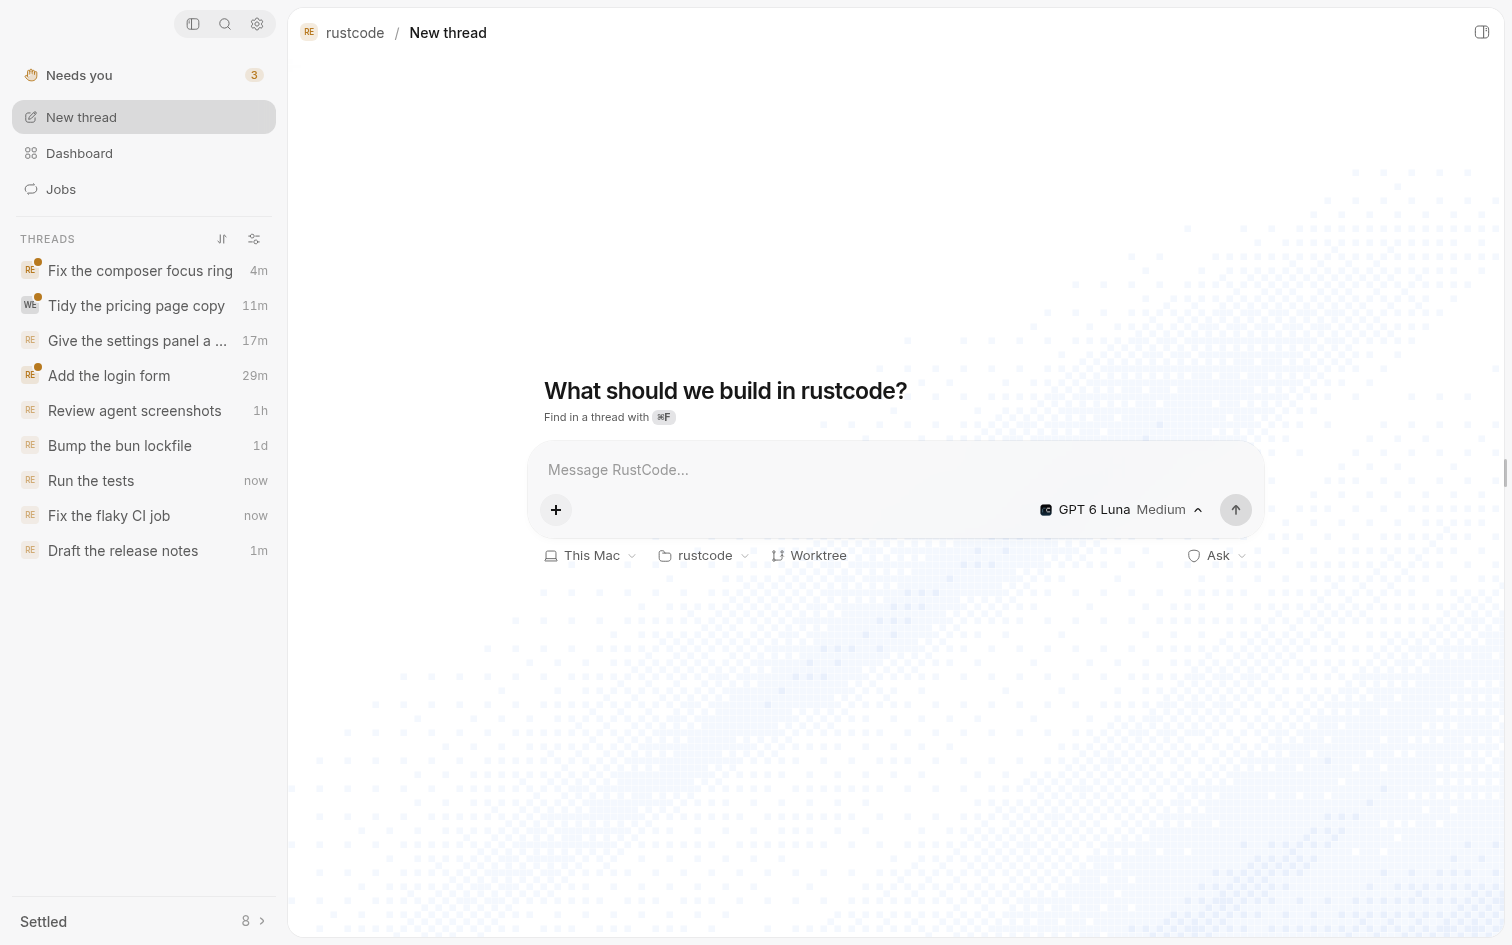 Needs you 3
New thread
Dashboard
Jobs
THREADS
RE Fix the composer focus ring 4m
WE Tidy the pricing page copy 11m
RE Give the settings panel a ... 17m
RE Add the login form 29m
RE Review agent screenshots 1h
RE Bump the bun lockfile 1d
RE Run the tests now
RE Fix the flaky CI job now
RE Draft the release notes 1m
Settled 8
RE rustcode / New thread
What should we build in rustcode?
Find in a thread with ⌘F
Message RustCode...
GPT 6 Luna Medium
This Mac rustcode Worktree Ask